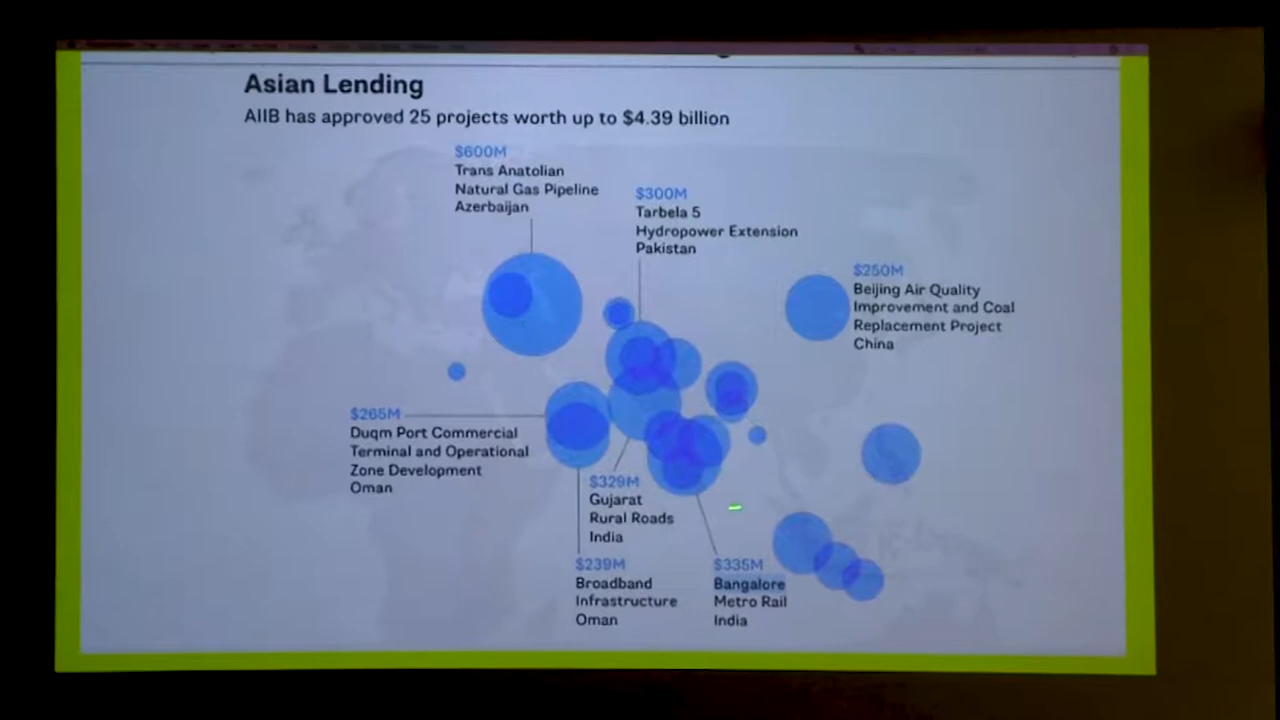 Asian Lending
AIIB has approved 25 projects worth up to $4.39 billion
$600M
Trans Anatolian
Natural Gas Pipeline
Azerbaijan
$300M
Tarbela 5
Hydropower Extension
Pakistan
$250M
Beijing Air Quality
Improvement and Coal
Replacement Project
China
$265M
Duqm Port Commercial
Terminal and Operational
Zone Development
Oman
$329M
Gujarat
Rural Roads
India
$239M
Broadband
Infrastructure
Oman
$335M
Bangalore
Metro Rail
India